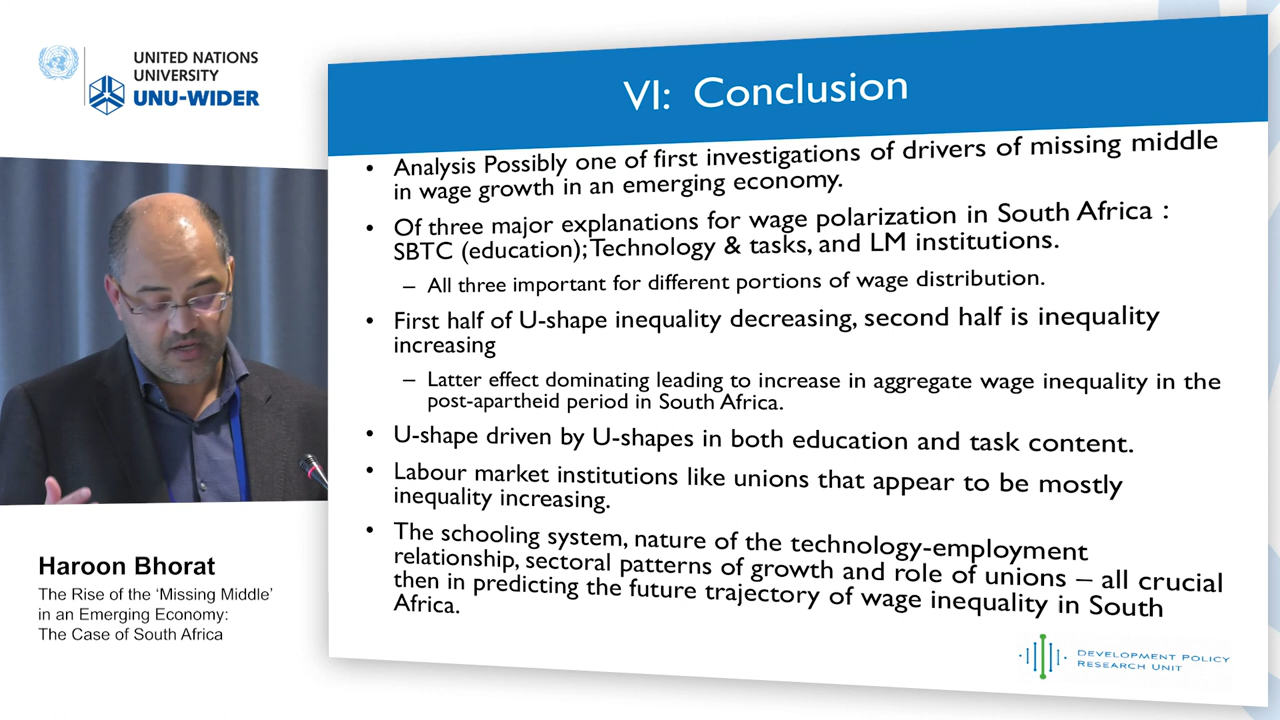 UNITED NATIONS
UNIVERSITY
UNU-WIDER
VI: Conclusion
• Analysis Possibly one of first investigations of drivers of missing middle
in wage growth in an emerging economy.
• Of three major explanations for wage polarization in South Africa :
SBTC (education); Technology & tasks, and LM institutions.
– All three important for different portions of wage distribution.
• First half of U-shape inequality decreasing, second half is inequality
increasing
– Latter effect dominating leading to increase in aggregate wage inequality in the
post-apartheid period in South Africa.
• U-shape driven by U-shapes in both education and task content.
• Labour market institutions like unions that appear to be mostly
inequality increasing.
• The schooling system, nature of the technology-employment
relationship, sectoral patterns of growth and role of unions – all crucial
then in predicting the future trajectory of wage inequality in South
Africa.
DEVELOPMENT POLICY
RESEARCH UNIT
Haroon Bhorat
The Rise of the ‘Missing Middle’
in an Emerging Economy:
The Case of South Africa